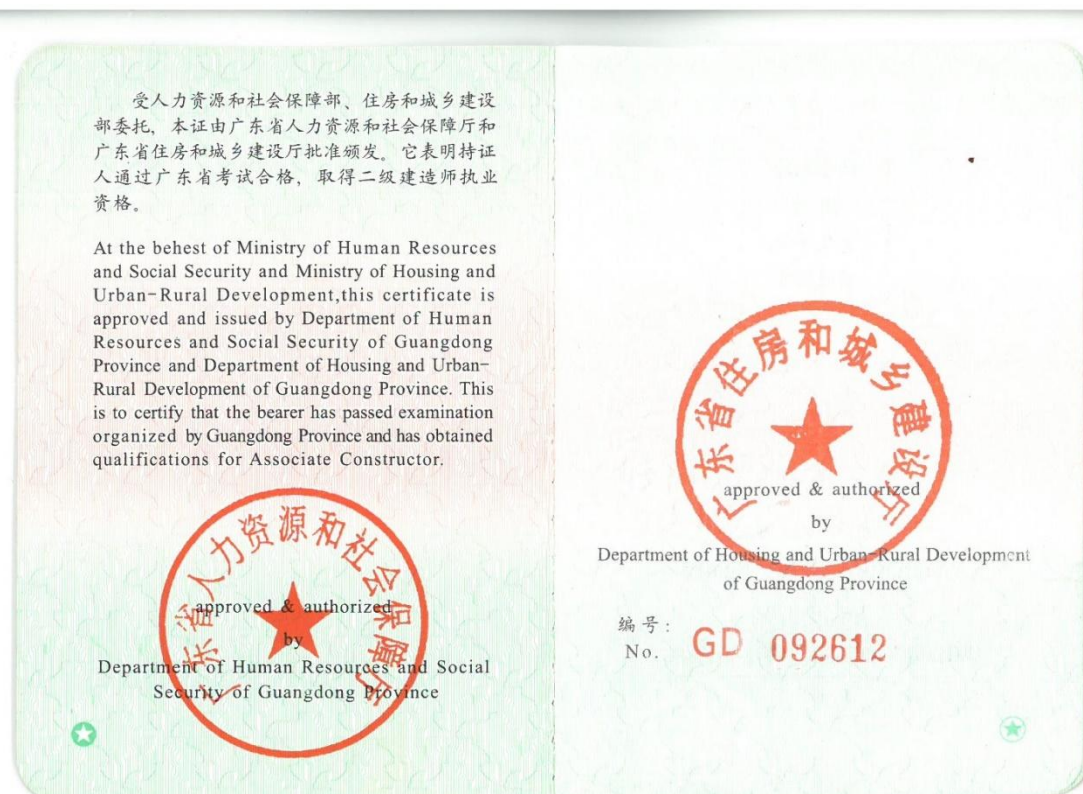 受人力资源和社会保障部、住房和城乡建设
部委托，本证由广东省人力资源和社会保障厅和
广东省住房和城乡建设厅批准颁发。它表明持证
人通过广东省考试合格，取得二级建造师执业
资格。
At the behest of Ministry of Human Resources
and Social Security and Ministry of Housing and
Urban-Rural Development,this certificate is
approved and issued by Department of Human
Resources and Social Security of Guangdong
Province and Department of Housing and Urban-
Rural Development of Guangdong Province. This
is to certify that the bearer has passed examination
organized by Guangdong Province and has obtained
qualifications for Associate Constructor.
广东省人力资源和社会保障厅
approved & authorized
by
Department of Human Resources and Social
Security of Guangdong Province
广东省住房和城乡建设厅
approved & authorized
by
Department of Housing and Urban-Rural Development
of Guangdong Province
编号：
No. GD 092612